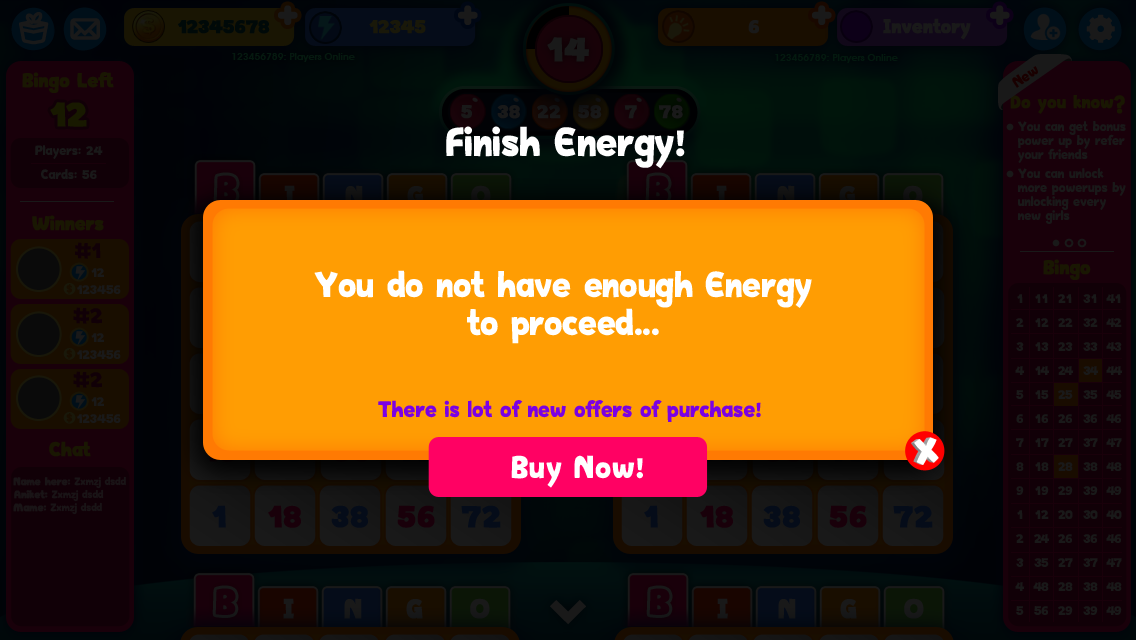 12345678
12345
14
6
Inventory
123456789: Players Online
123456789: Players Online
Bingo Left
12
Players: 24
Cards: 56
Winners
#1
12
123456
#2
12
123456
#2
12
123456
Chat
Name here: Zxmzj dsdd
Aniket: Zxmzj dsdd
Mame: Zxmzj dsdd
5 38 22 58 7 78
Finish Energy!
B I N G O
B I N G O
You do not have enough Energy
to proceed...
There is lot of new offers of purchase!
Buy Now!
X
1 18 38 56 72
1 18 38 56 72
B I N G O
B I N G O
New
Do you know?
You can get bonus
power up by refer
your friends
You can unlock
more powerups by
unlocking every
new girls
Bingo
1 11 21 31 41
2 12 22 32 42
3 13 23 33 43
4 14 24 34 44
5 15 25 35 45
6 16 26 36 46
7 17 27 37 47
8 18 28 38 48
9 19 29 39 49
1 12 20 30 40
2 24 26 36 46
3 35 27 37 47
4 48 28 38 48
5 56 29 39 49